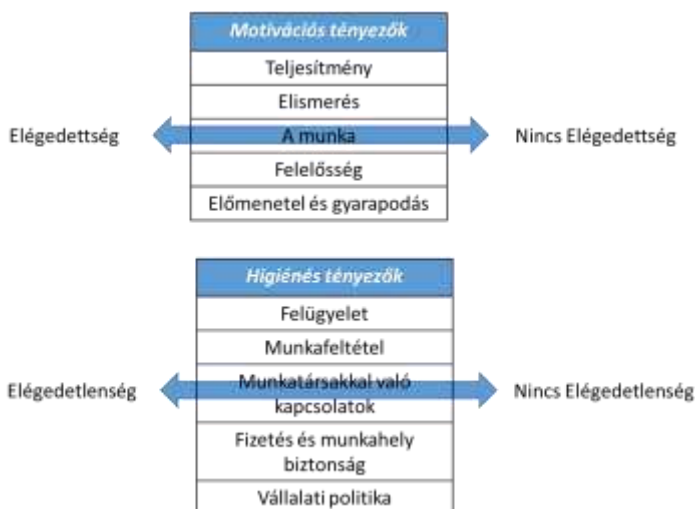 Motivációs tényezők
Teljesítmény
Elismerés
Elégedettség
A munka
Nincs Elégedettség
Felelősség
Előmenetel és gyarapodás
Higiénés tényezők
Felügyelet
Munkafeltétel
Elégedetlenség
Munkatársakkal való
kapcsolatok
Nincs Elégedetlenség
Fizetés és munkahely
biztonság
Vállalati politika